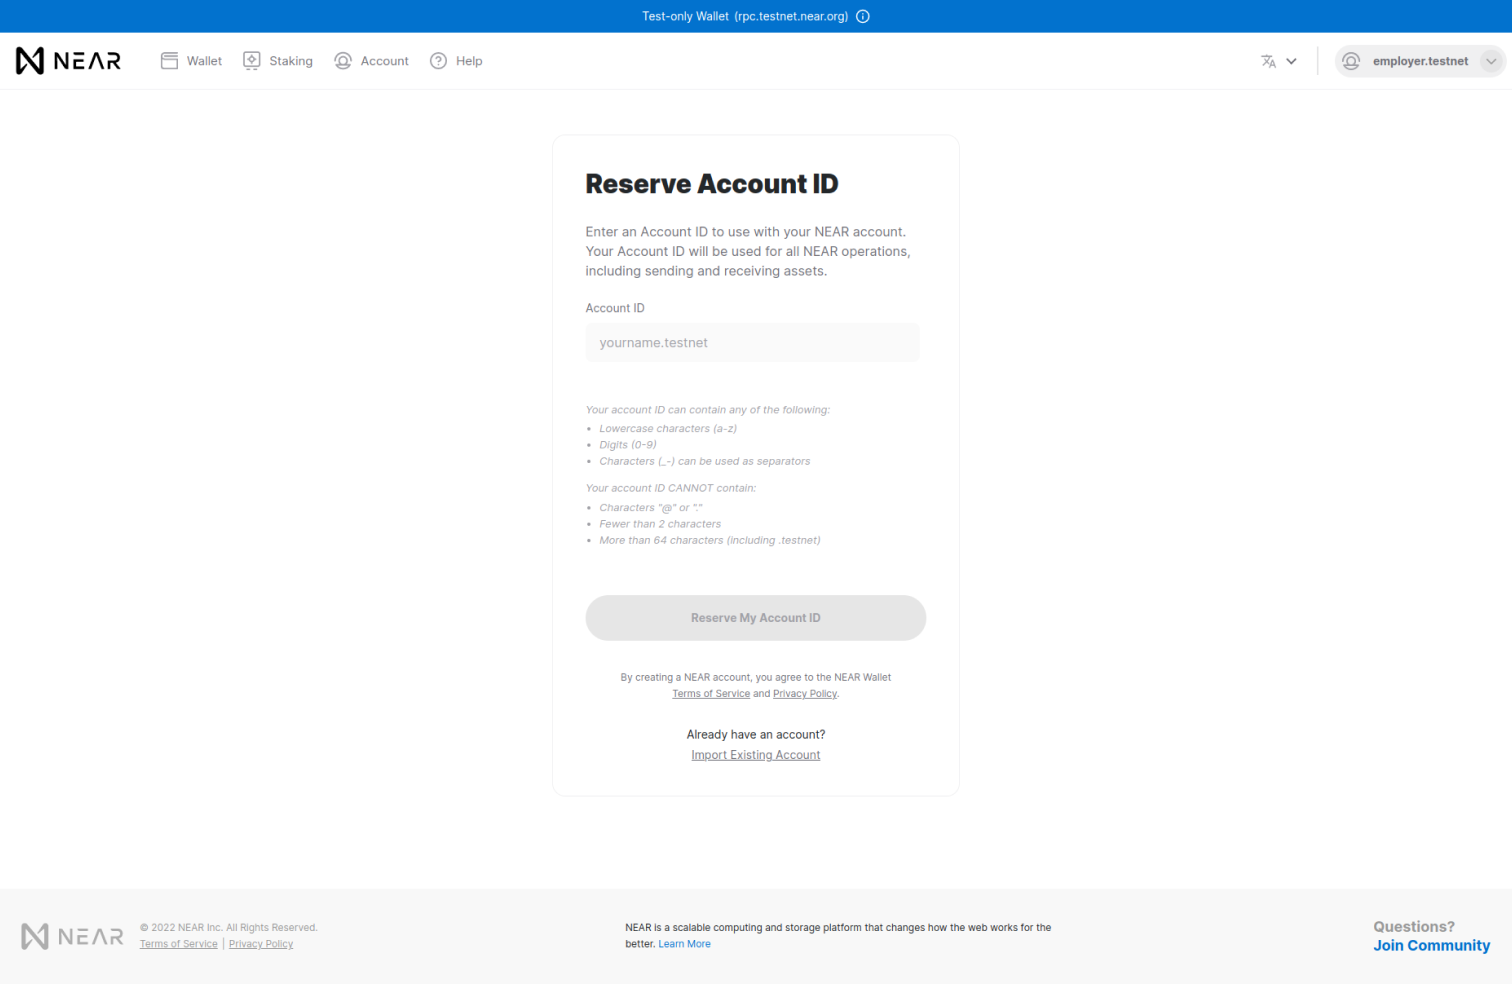 Test-only Wallet (rpc.testnet.near.org)
NEAR Wallet Staking Account Help employer.testnet
Reserve Account ID
Enter an Account ID to use with your NEAR account.
Your Account ID will be used for all NEAR operations,
including sending and receiving assets.
Account ID
yourname.testnet
Your account ID can contain any of the following:
• Lowercase characters (a-z)
• Digits (0-9)
• Characters (_-) can be used as separators
Your account ID CANNOT contain:
• Characters "@" or "."
• Fewer than 2 characters
• More than 64 characters (including .testnet)
Reserve My Account ID
By creating a NEAR account, you agree to the NEAR Wallet
Terms of Service and Privacy Policy.
Already have an account?
Import Existing Account
NEAR
© 2022 NEAR Inc. All Rights Reserved.
Terms of Service | Privacy Policy
NEAR is a scalable computing and storage platform that changes how the web works for the
better. Learn More
Questions?
Join Community